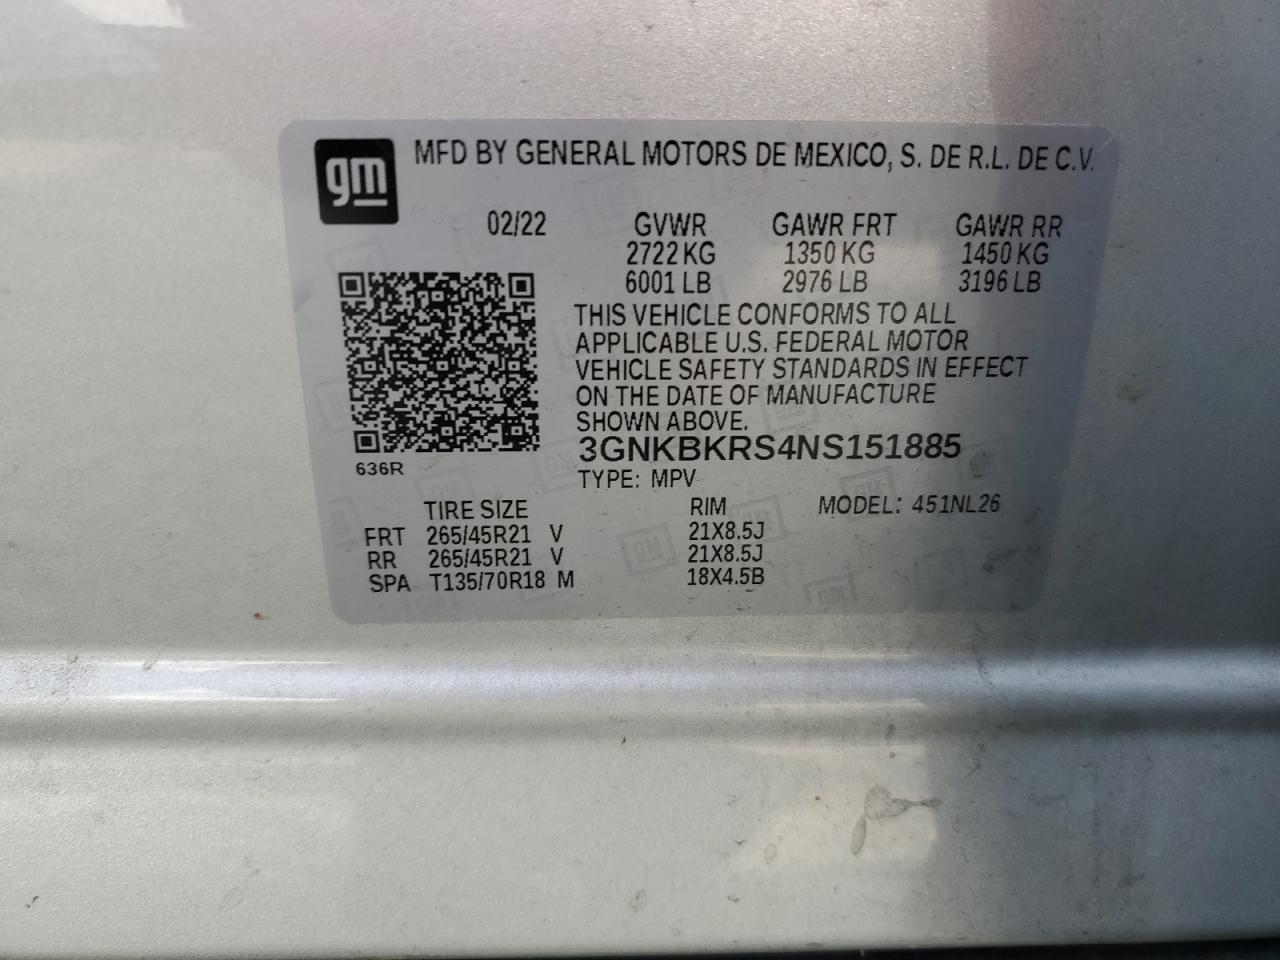 gm
MFD BY GENERAL MOTORS DE MEXICO, S. DE R.L. DE C.V.
02/22 GVWR GAWR FRT GAWR RR
2722 KG 1350 KG 1450 KG
6001 LB 2976 LB 3196 LB
THIS VEHICLE CONFORMS TO ALL
APPLICABLE U.S. FEDERAL MOTOR
VEHICLE SAFETY STANDARDS IN EFFECT
ON THE DATE OF MANUFACTURE
SHOWN ABOVE.
3GNKBKRS4NS151885
636R
TYPE: MPV
TIRE SIZE RIM MODEL: 451NL26
FRT 265/45R21 V 21X8.5J
RR 265/45R21 V 21X8.5J
SPA T135/70R18 M 18X4.5B